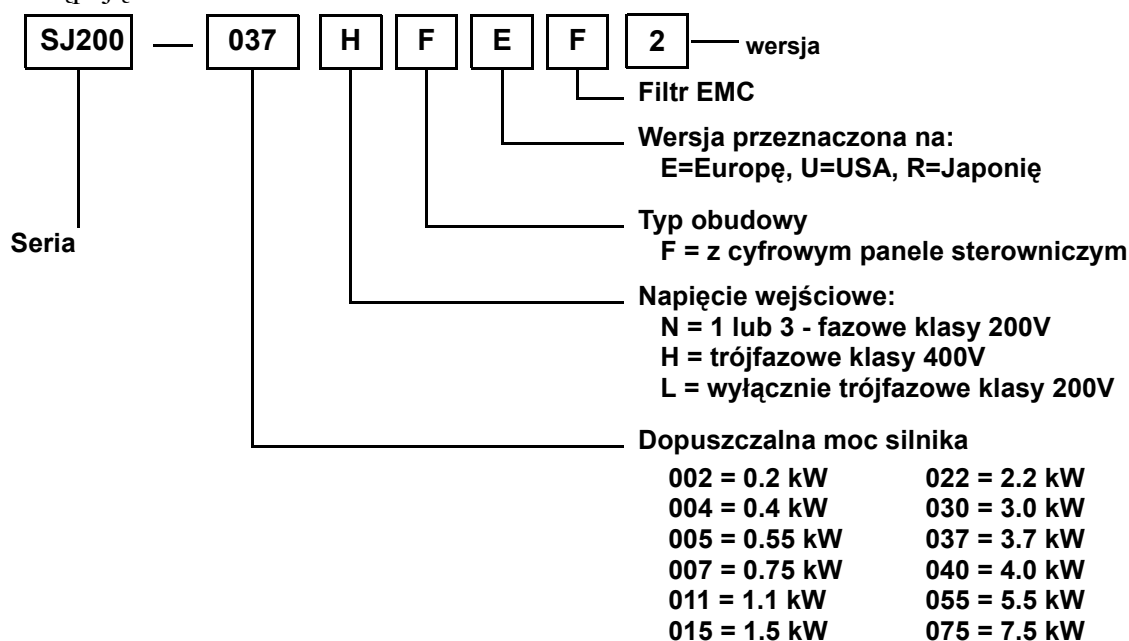 SJ200 — 037 H F E F 2 — wersja
Filtr EMC
Wersja przeznaczona na:
E=Europę, U=USA, R=Japonię
Typ obudowy
F = z cyfrowym panele sterowniczym
Seria
Napięcie wejściowe:
N = 1 lub 3 - fazowe klasy 200V
H = trójfazowe klasy 400V
L = wyłącznie trójfazowe klasy 200V
Dopuszczalna moc silnika
002 = 0.2 kW 022 = 2.2 kW
004 = 0.4 kW 030 = 3.0 kW
005 = 0.55 kW 037 = 3.7 kW
007 = 0.75 kW 040 = 4.0 kW
011 = 1.1 kW 055 = 5.5 kW
015 = 1.5 kW 075 = 7.5 kW